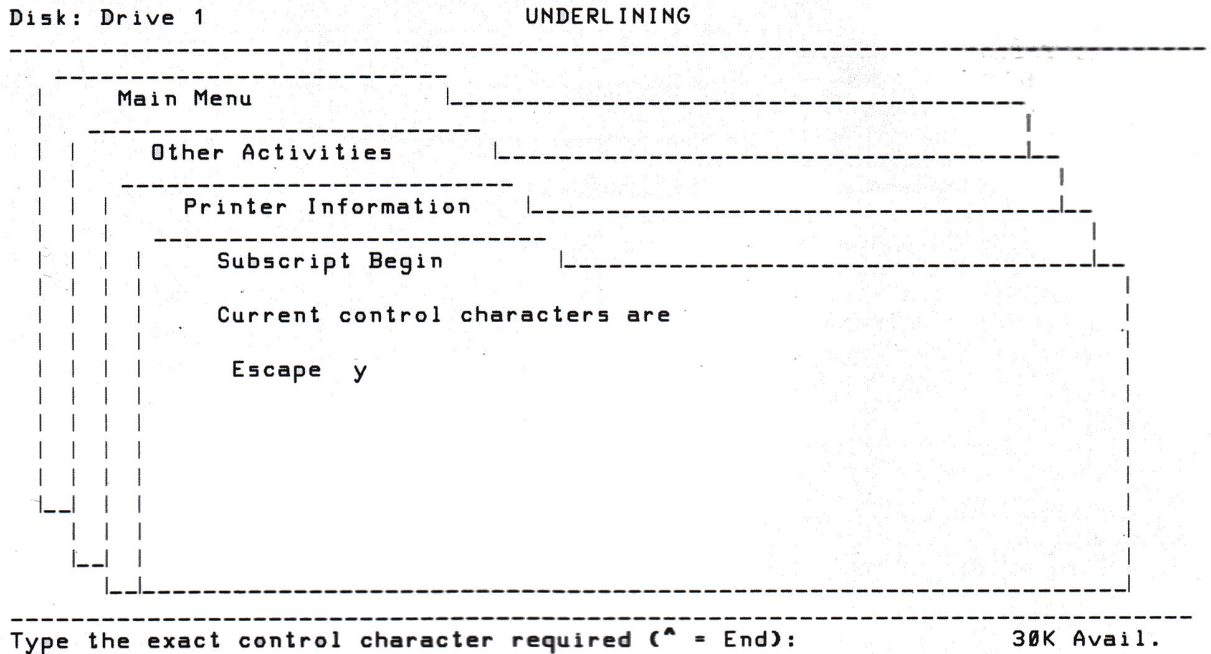 Disk: Drive 1 UNDERLINING
Main Menu
Other Activities
Printer Information
Subscript Begin
Current control characters are
Escape y
Type the exact control character required (^ = End): 30K Avail.